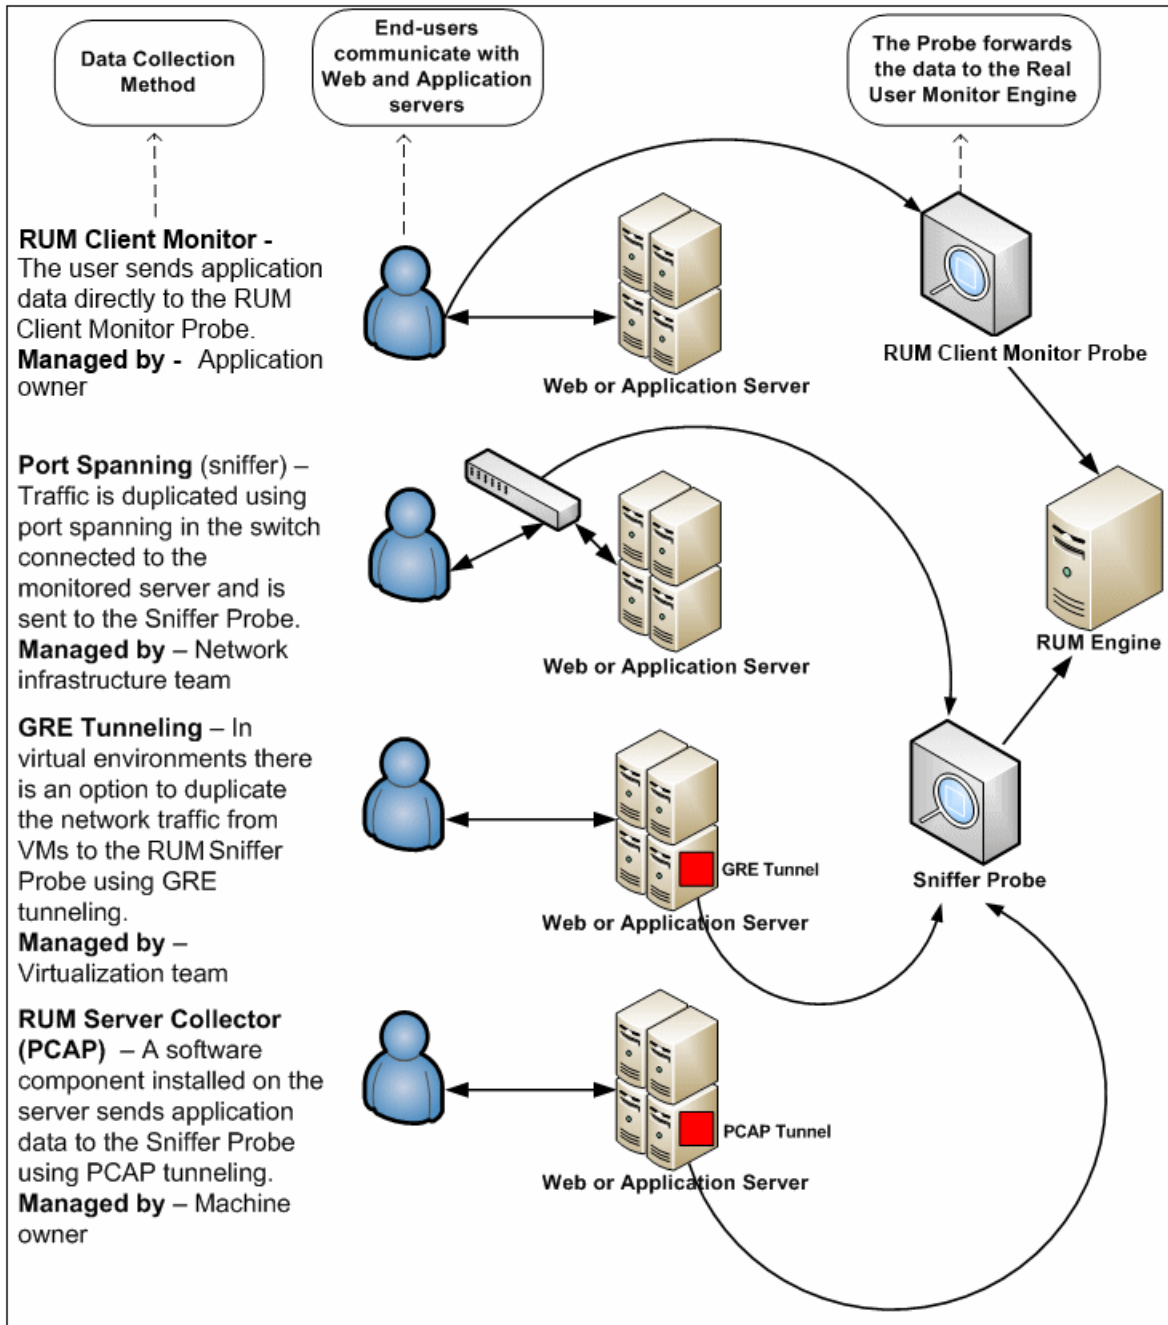 Data Collection
Method
End-users
communicate with
Web and Application
servers
The Probe forwards
the data to the Real
User Monitor Engine
RUM Client Monitor -
The user sends application
data directly to the RUM
Client Monitor Probe.
Managed by - Application
owner
Web or Application Server
RUM Client Monitor Probe
Port Spanning (sniffer) –
Traffic is duplicated using
port spanning in the switch
connected to the
monitored server and is
sent to the Sniffer Probe.
Managed by – Network
infrastructure team
Web or Application Server
RUM Engine
GRE Tunneling – In
virtual environments there
is an option to duplicate
the network traffic from
VMs to the RUM Sniffer
Probe using GRE
tunneling.
Managed by –
Virtualization team
GRE Tunnel
Web or Application Server
Sniffer Probe
RUM Server Collector
(PCAP) – A software
component installed on the
server sends application
data to the Sniffer Probe
using PCAP tunneling.
Managed by – Machine
owner
PCAP Tunnel
Web or Application Server